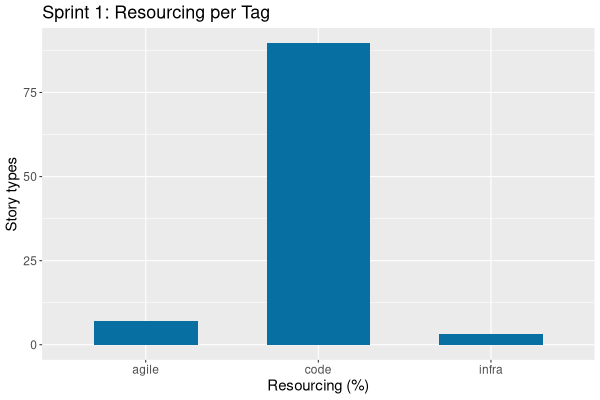 Sprint 1: Resourcing per Tag
Story types
75
50
25
0
agile code infra
Resourcing (%)